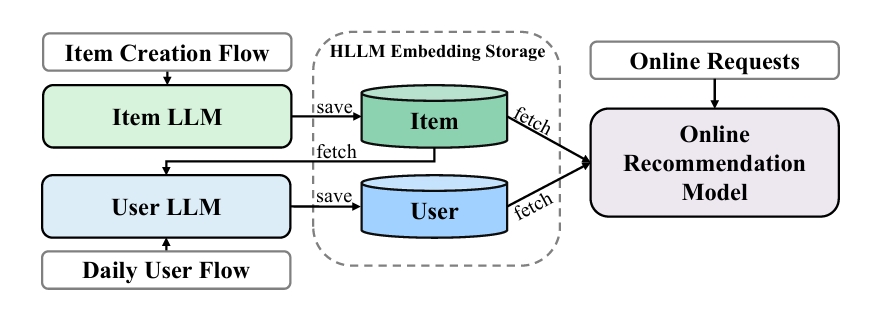 Item Creation Flow
HLLM Embedding Storage
Online Requests
Item LLM
save
Item
fetch
fetch
Online
Recommendation
Model
User LLM
save
User
fetch
Daily User Flow